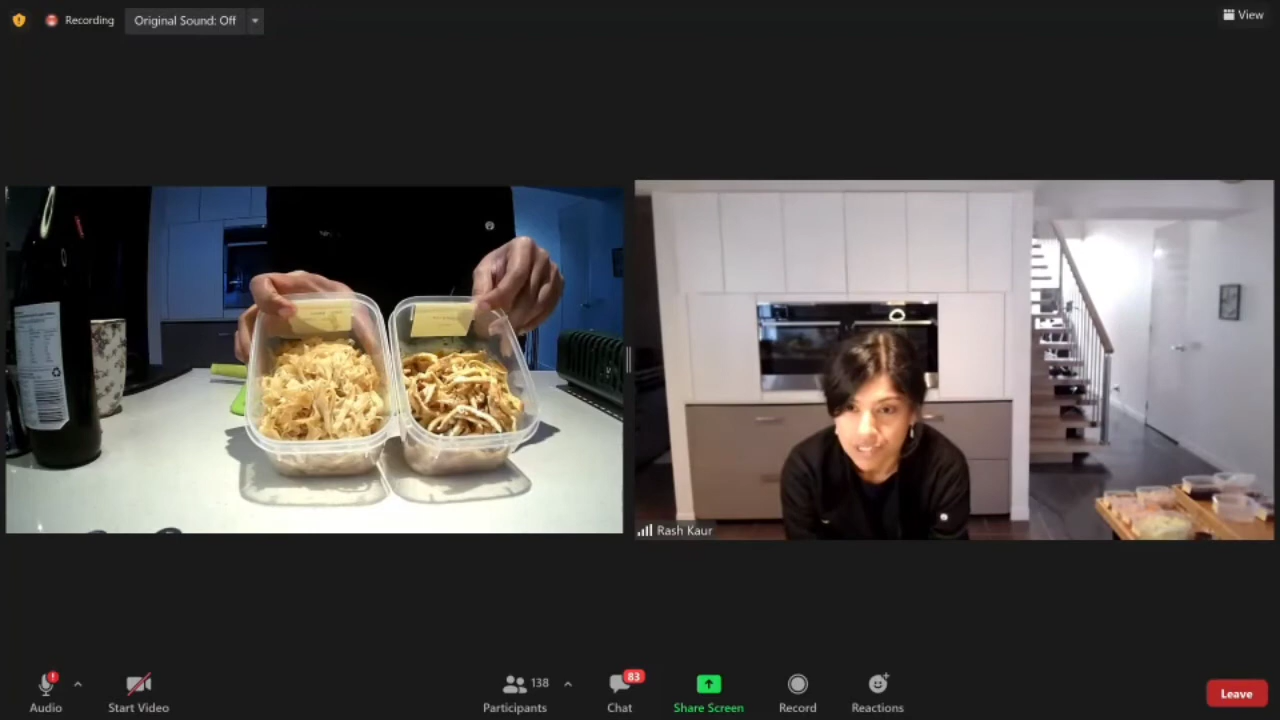 Recording
Original Sound: Off
View
Rash Kaur
Audio
Start Video
138
Participants
83
Chat
Share Screen
Record
Reactions
Leave